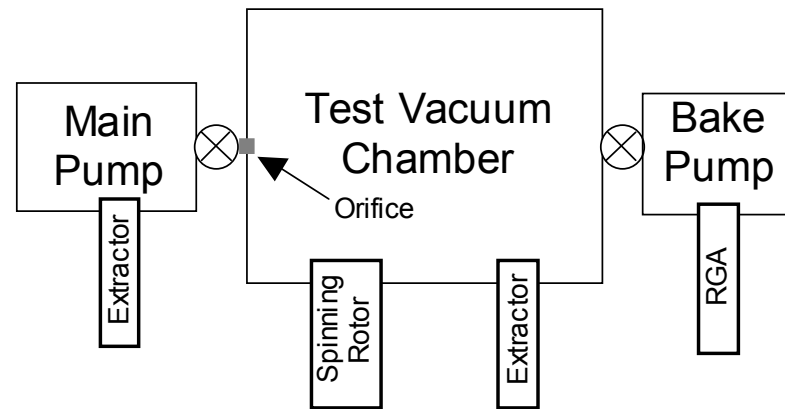 Main
Pump
Test Vacuum
Chamber
Bake
Pump
Orifice
Extractor
Spinning
Rotor
Extractor
RGA